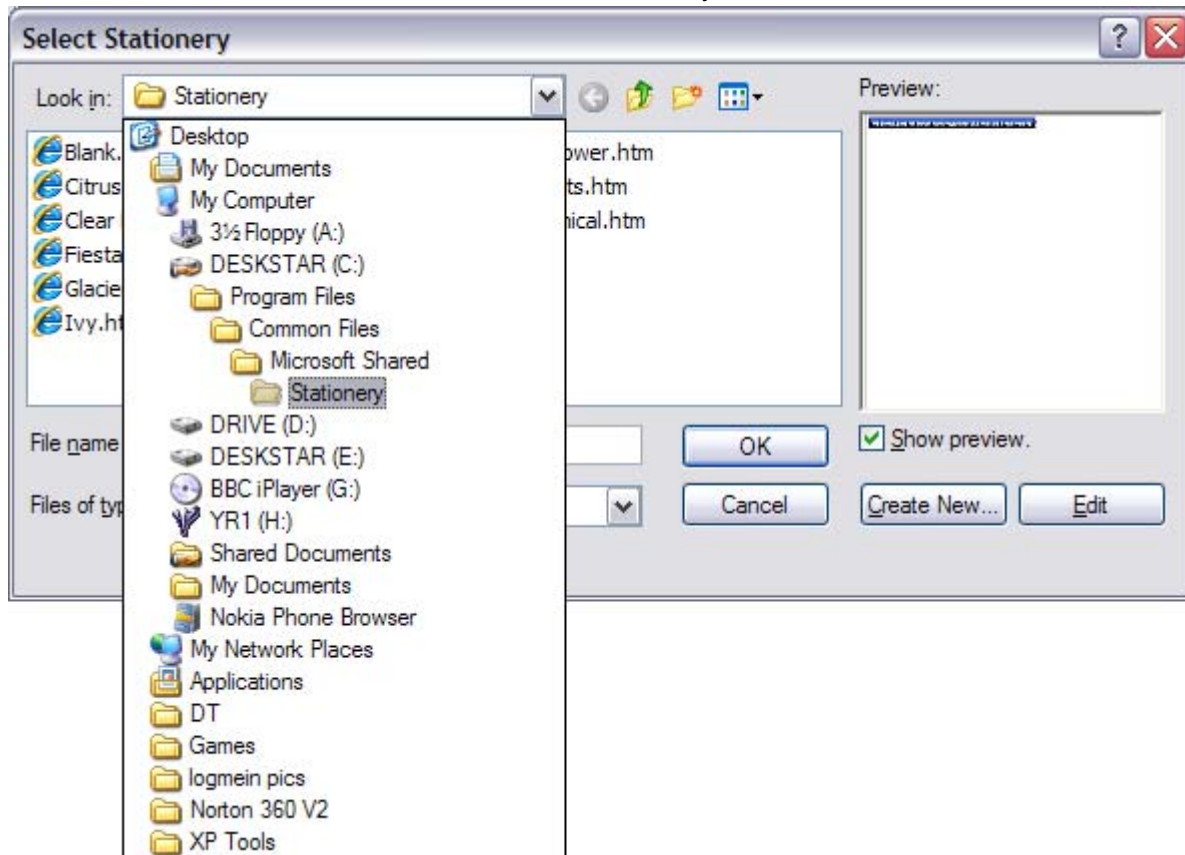 Select Stationery
Look in: Stationery
Preview:
Desktop
My Documents
My Computer
3½ Floppy (A:)
DESKSTAR (C:)
Program Files
Common Files
Microsoft Shared
Stationery
DRIVE (D:)
DESKSTAR (E:)
BBC iPlayer (G:)
YR1 (H:)
Shared Documents
My Documents
Nokia Phone Browser
My Network Places
Applications
DT
Games
logmein pics
Norton 360 V2
XP Tools
Blank.
Citrus
Clear
Fiesta
Glacie
Ivy.ht
ower.htm
ts.htm
nical.htm
File name
OK
Show preview.
Files of typ
Cancel
Create New...
Edit